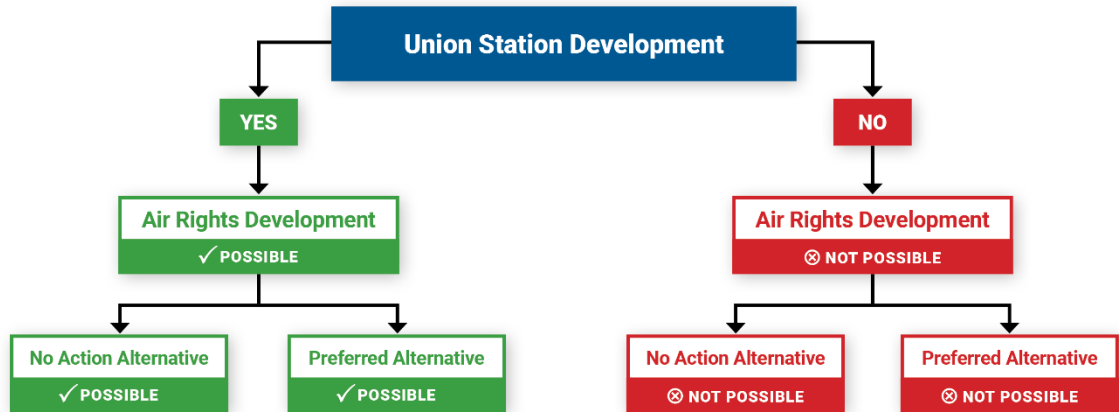 Union Station Development
YES
NO
Air Rights Development
✓ POSSIBLE
Air Rights Development
⊗ NOT POSSIBLE
No Action Alternative
✓ POSSIBLE
Preferred Alternative
✓ POSSIBLE
No Action Alternative
⊗ NOT POSSIBLE
Preferred Alternative
⊗ NOT POSSIBLE